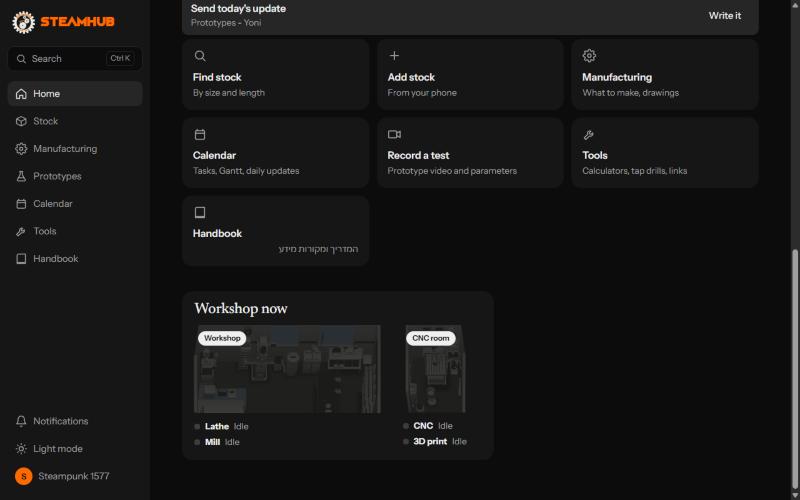 STEAMHUB
Search
Ctrl K
Home
Stock
Manufacturing
Prototypes
Calendar
Tools
Handbook
Notifications
Light mode
S
Steampunk 1577
Send today's update
Prototypes - Yoni
Write it
Find stock
By size and length
Add stock
From your phone
Manufacturing
What to make, drawings
Calendar
Tasks, Gantt, daily updates
Record a test
Prototype video and parameters
Tools
Calculators, tap drills, links
Handbook
המדריך ומקורות מידע
Workshop now
Workshop
CNC room
Lathe Idle
Mill Idle
CNC Idle
3D print Idle